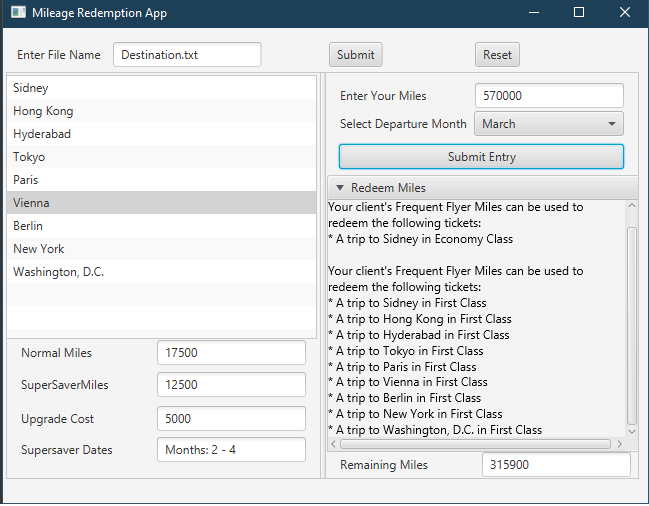 Mileage Redemption App
Enter File Name Destination.txt Submit Reset
Sidney
Hong Kong
Hyderabad
Tokyo
Paris
Vienna
Berlin
New York
Washington, D.C.
Normal Miles 17500
SuperSaverMiles 12500
Upgrade Cost 5000
Supersaver Dates Months: 2 - 4
Enter Your Miles 570000
Select Departure Month March
Submit Entry
Redeem Miles
Your client's Frequent Flyer Miles can be used to
redeem the following tickets:
* A trip to Sidney in Economy Class
Your client's Frequent Flyer Miles can be used to
redeem the following tickets:
* A trip to Sidney in First Class
* A trip to Hong Kong in First Class
* A trip to Hyderabad in First Class
* A trip to Tokyo in First Class
* A trip to Paris in First Class
* A trip to Vienna in First Class
* A trip to Berlin in First Class
* A trip to New York in First Class
* A trip to Washington, D.C. in First Class
Remaining Miles 315900